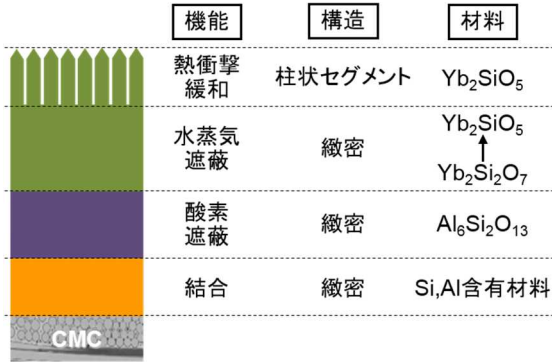 機能 構造 材料
熱衝撃
緩和
柱状セグメント
Yb₂SiO₅
水蒸気
遮蔽
緻密
Yb₂SiO₅
Yb₂Si₂O₇
酸素
遮蔽
緻密
Al₆Si₂O₁₃
結合
緻密
Si,Al含有材料
CMC